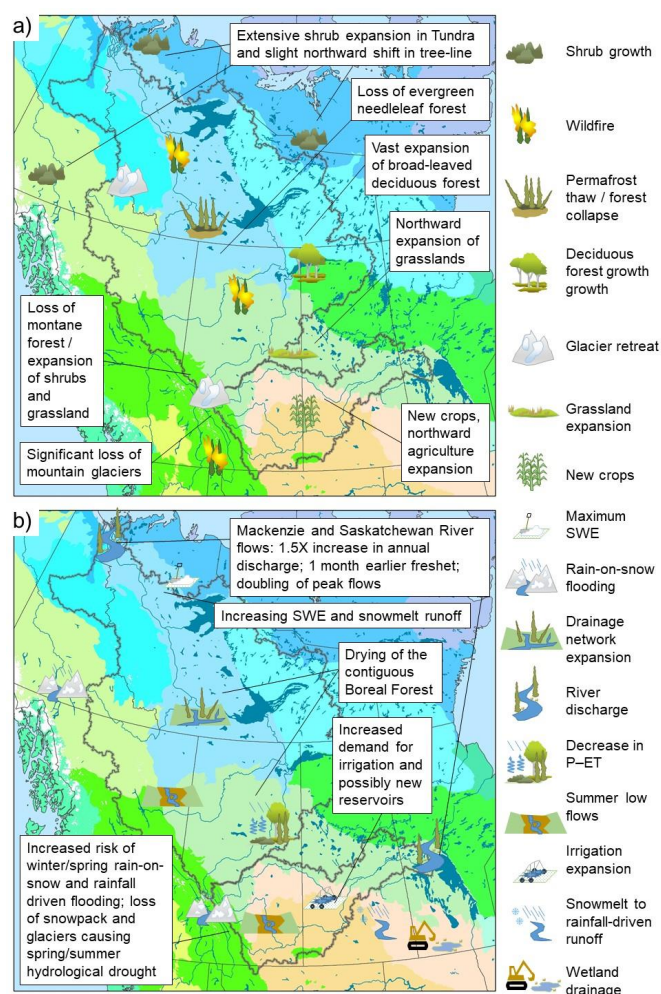 a)
Extensive shrub expansion in Tundra
and slight northward shift in tree-line
Loss of evergreen
needleleaf forest
Vast expansion
of broad-leaved
deciduous forest
Northward
expansion of
grasslands
Loss of
montane
forest /
expansion
of shrubs
and
grassland
Significant loss of
mountain glaciers
New crops,
northward
agriculture
expansion
Shrub growth
Wildfire
Permafrost
thaw / forest
collapse
Deciduous
forest growth
growth
Glacier retreat
Grassland
expansion
New crops
b)
Mackenzie and Saskatchewan River
flows: 1.5X increase in annual
discharge; 1 month earlier freshet;
doubling of peak flows
Increasing SWE and snowmelt runoff
Drying of the
contiguous
Boreal Forest
Increased
demand for
irrigation and
possibly new
reservoirs
Increased risk of
winter/spring rain-on-
snow and rainfall
driven flooding; loss
of snowpack and
glaciers causing
spring/summer
hydrological drought
Maximum
SWE
Rain-on-snow
flooding
Drainage
network
expansion
River
discharge
Decrease in
P–ET
Summer low
flows
Irrigation
expansion
Snowmelt to
rainfall-driven
runoff
Wetland
drainage